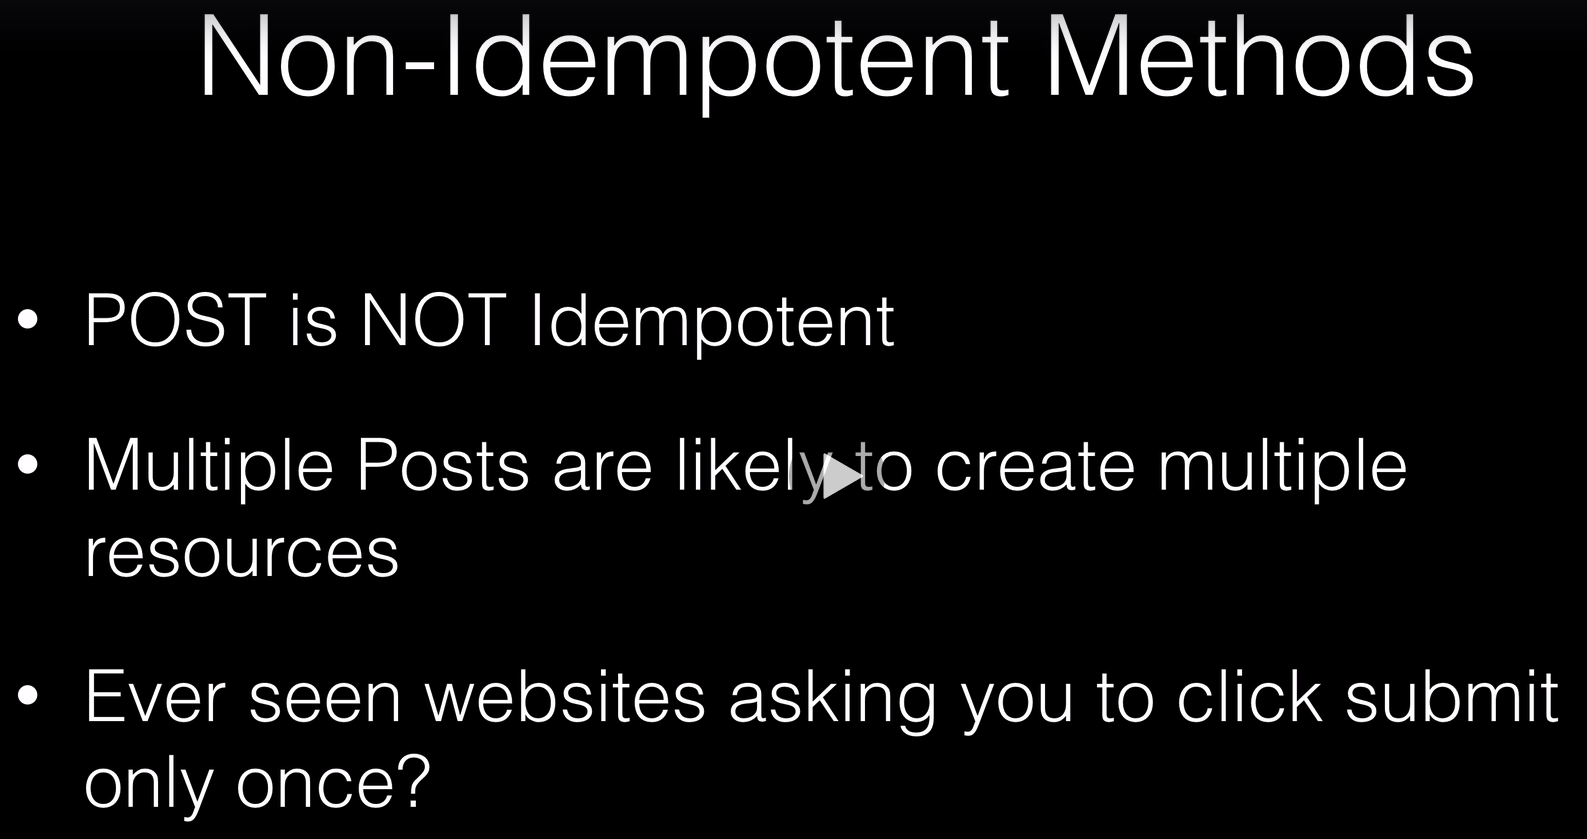 Non-Idempotent Methods
• POST is NOT Idempotent
• Multiple Posts are likely to create multiple
resources
• Ever seen websites asking you to click submit
only once?